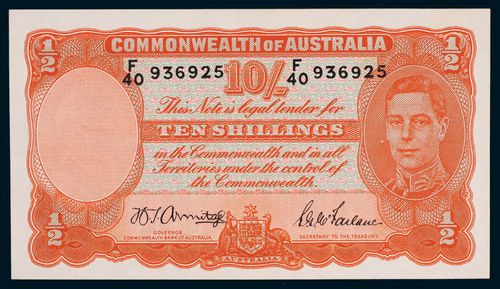 COMMONWEALTH OF AUSTRALIA
1/2 1/2
F/40 936925 F/40 936925
10/-
This Note is legal tender for
TEN SHILLINGS
in the Commonwealth and in all
Territories under the control of
the Commonwealth.
1/2 1/2
H.T. Armitage S.G. McFarlane
GOVERNOR SECRETARY TO THE TREASURY
COMMONWEALTH BANK OF AUSTRALIA
AUSTRALIA